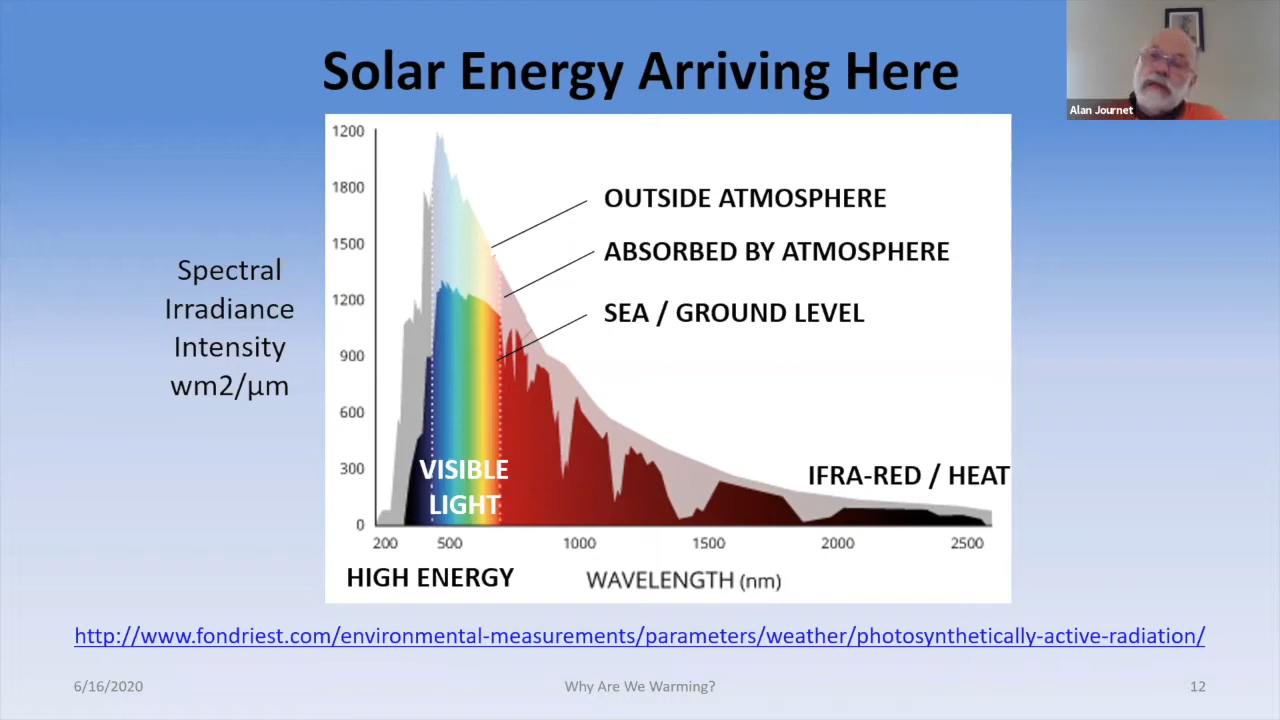 Solar Energy Arriving Here
Alan Journet
Spectral
Irradiance
Intensity
wm2/µm
1200
1800
1500
1200
900
600
300
0
OUTSIDE ATMOSPHERE
ABSORBED BY ATMOSPHERE
SEA / GROUND LEVEL
VISIBLE
LIGHT
IFRA-RED / HEAT
200 500 1000 1500 2000 2500
HIGH ENERGY
WAVELENGTH (nm)
http://www.fondriest.com/environmental-measurements/parameters/weather/photosynthetically-active-radiation/
6/16/2020
Why Are We Warming?
12